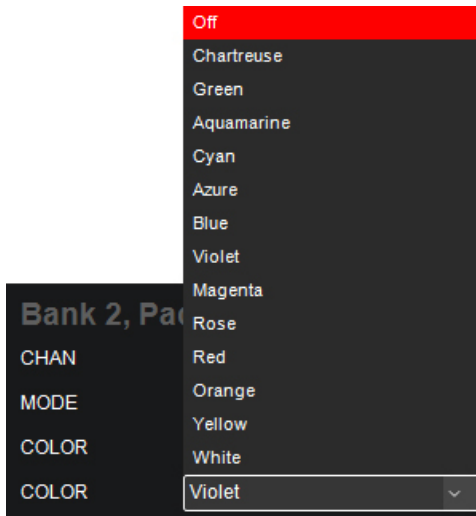 Off
Chartreuse
Green
Aquamarine
Cyan
Azure
Blue
Violet
Magenta
Bank 2,
Rose
CHAN
Red
MODE
Orange
Yellow
COLOR
White
COLOR
Violet